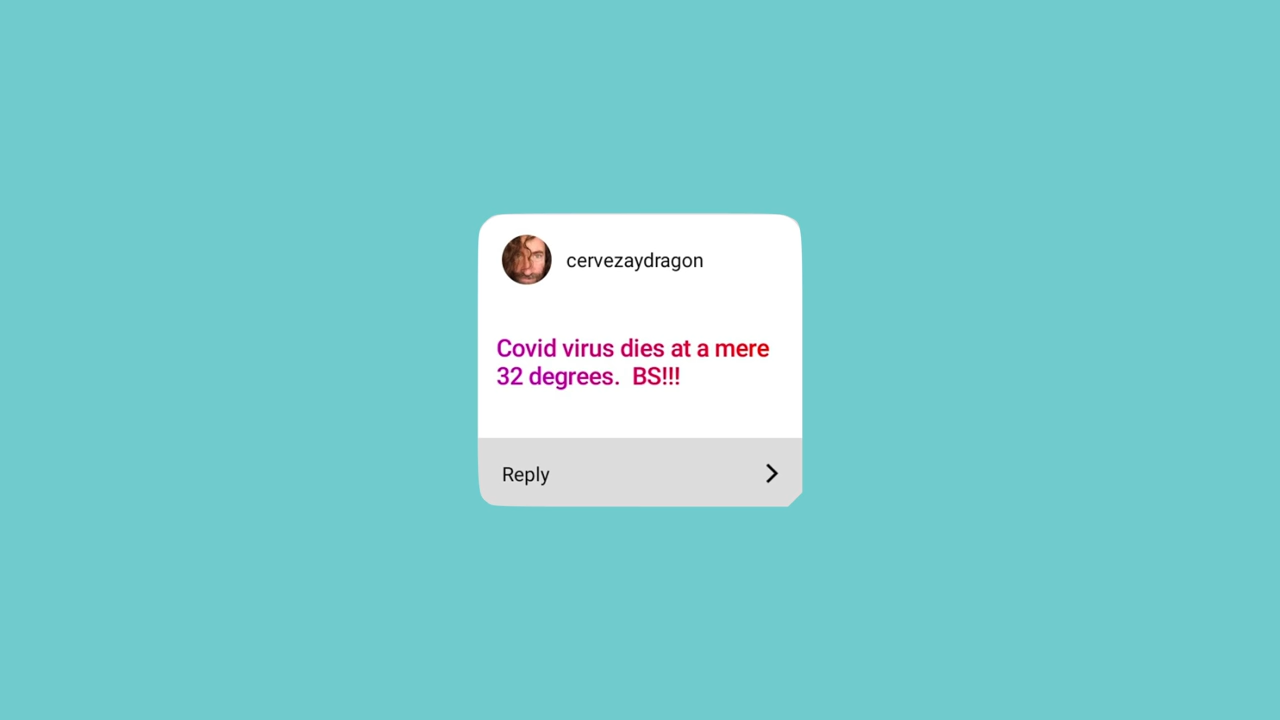 cervezaydragon
Covid virus dies at a mere
32 degrees.  BS!!!
Reply